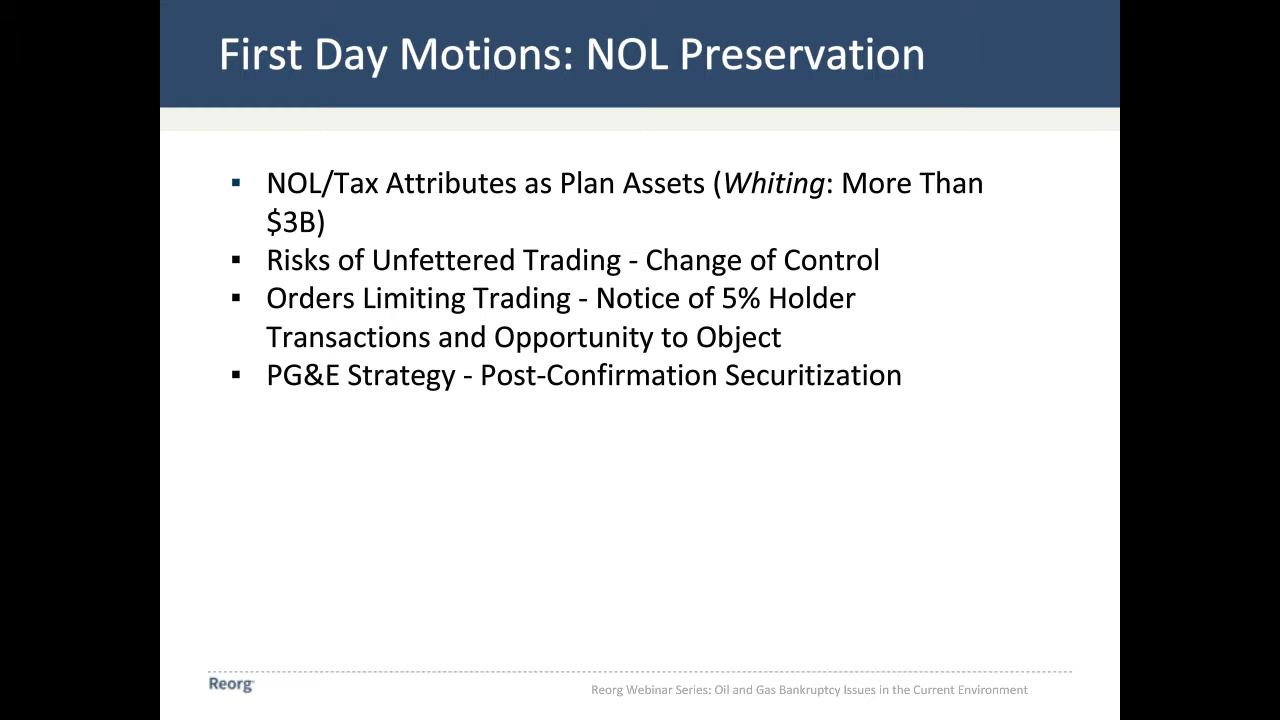 First Day Motions: NOL Preservation
▪ NOL/Tax Attributes as Plan Assets (Whiting: More Than
$3B)
▪ Risks of Unfettered Trading - Change of Control
▪ Orders Limiting Trading - Notice of 5% Holder
Transactions and Opportunity to Object
▪ PG&E Strategy - Post-Confirmation Securitization
Reorg
Reorg Webinar Series: Oil and Gas Bankruptcy Issues in the Current Environment